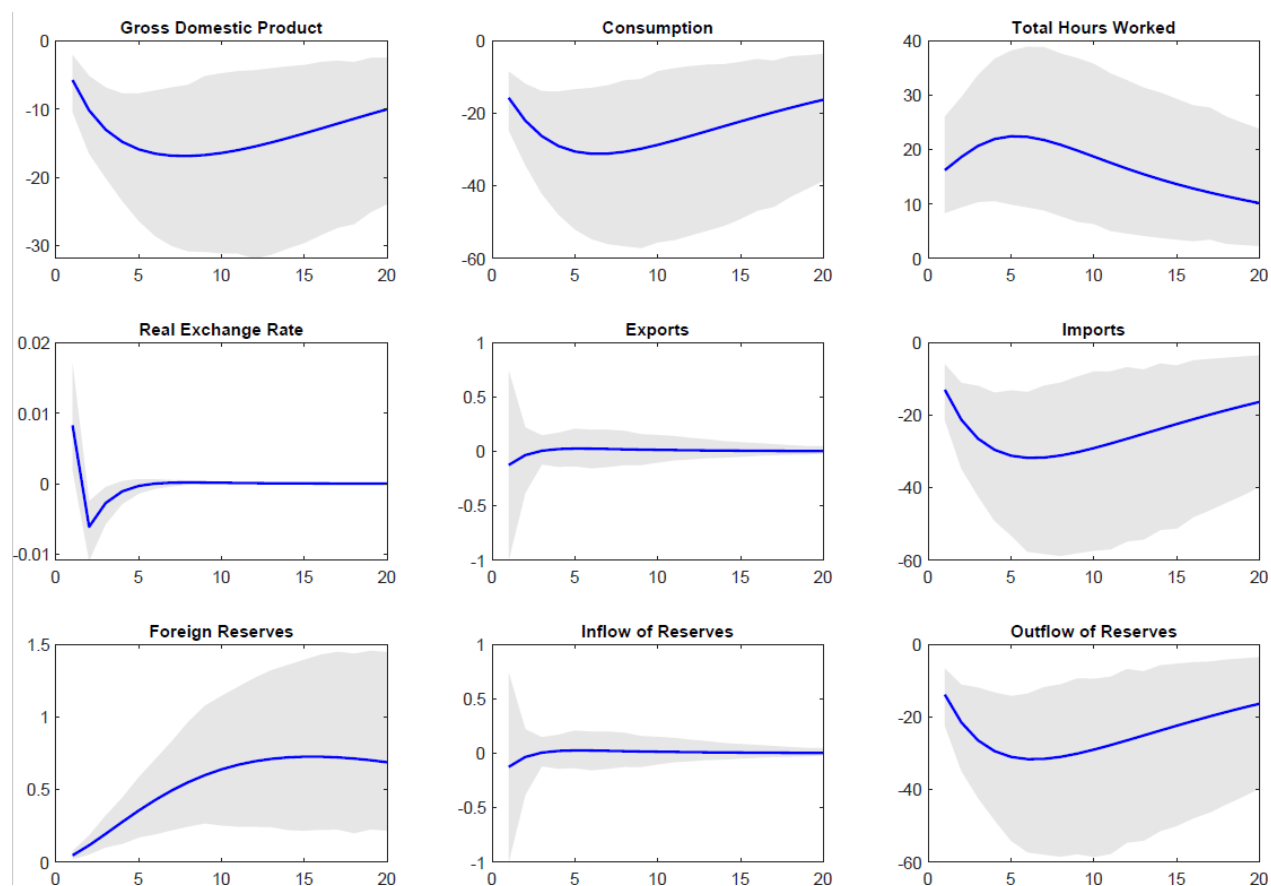 Gross Domestic Product
0
-10
-20
-30
0 5 10 15 20
Consumption
0
-20
-40
-60
0 5 10 15 20
Total Hours Worked
40
30
20
10
0
0 5 10 15 20
Real Exchange Rate
0.02
0.01
0
-0.01
0 5 10 15 20
Exports
1
0.5
0
-0.5
-1
0 5 10 15 20
Imports
0
-20
-40
-60
0 5 10 15 20
Foreign Reserves
1.5
1
0.5
0
0 5 10 15 20
Inflow of Reserves
1
0.5
0
-0.5
-1
0 5 10 15 20
Outflow of Reserves
0
-20
-40
-60
0 5 10 15 20